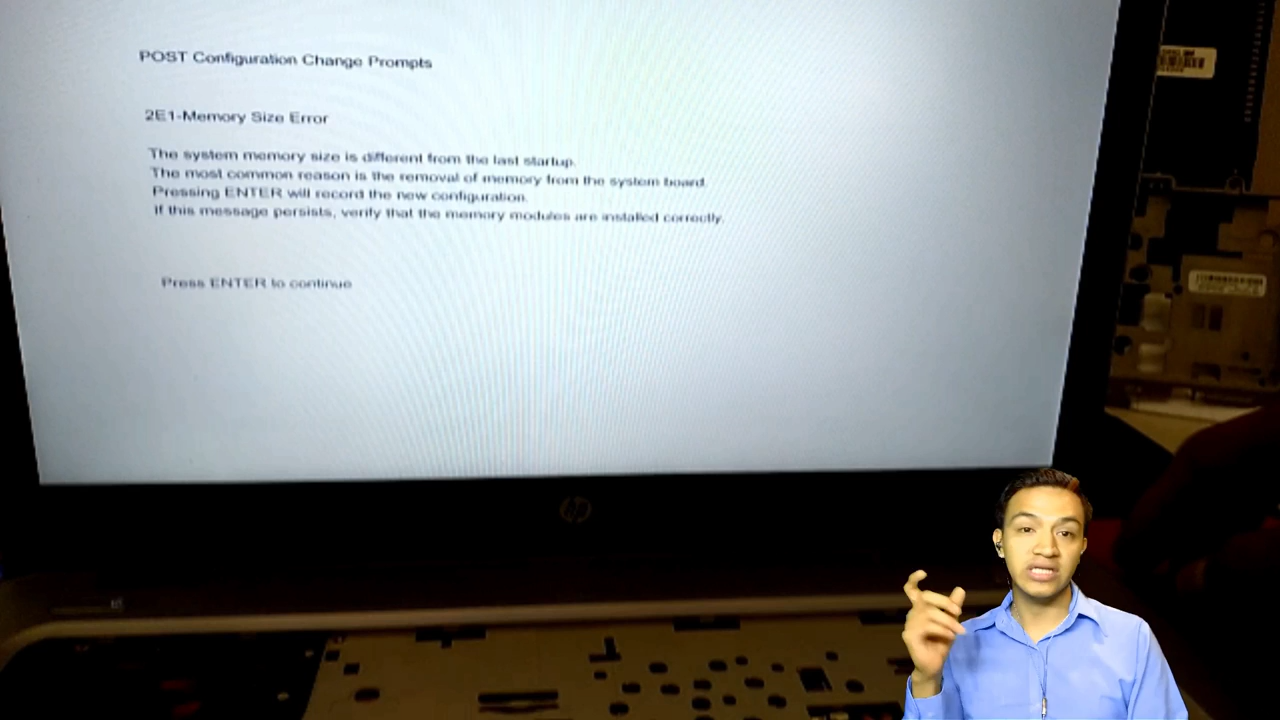 POST Configuration Change Prompts
2E1-Memory Size Error
The system memory size is different from the last startup.
The most common reason is the removal of memory from the system board.
Pressing ENTER will record the new configuration.
If this message persists, verify that the memory modules are installed correctly.
Press ENTER to continue
hp